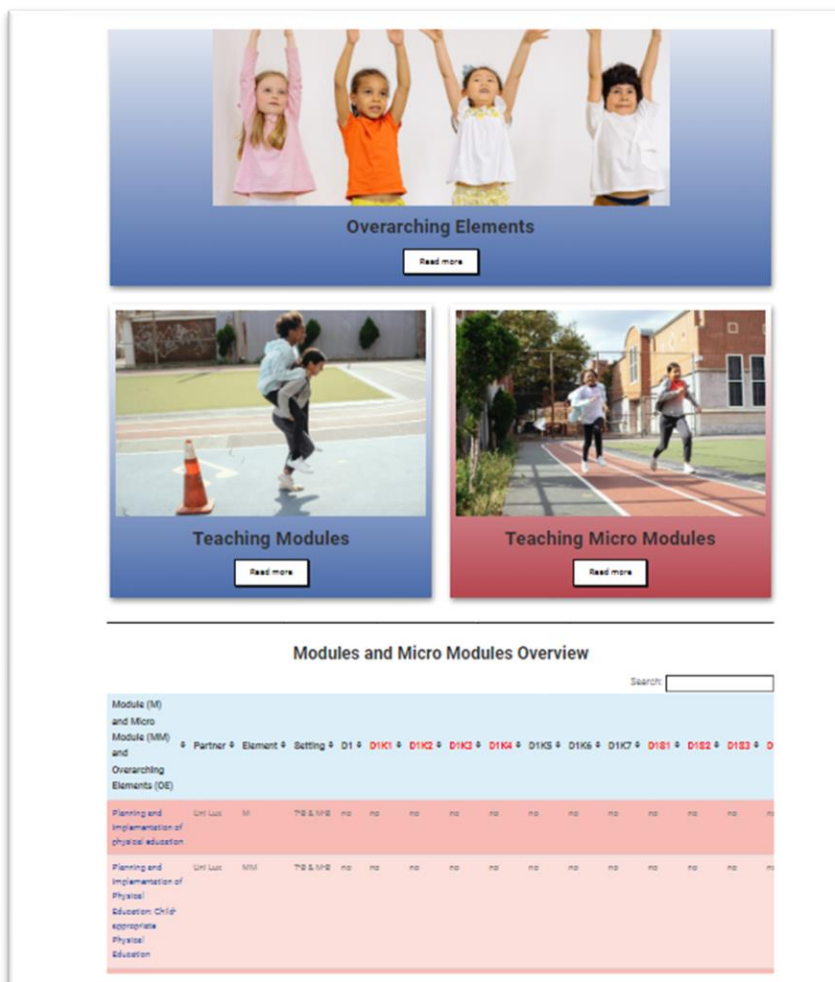 Overarching Elements
Read more
Teaching Modules
Read more
Teaching Micro Modules
Read more
Modules and Micro Modules Overview
Search:
Module (M)
and Micro
Module (MM)
and
Overarching
Elements (OE)
Partner Element Setting D1 D1K1 D1K2 D1K3 D1K4 D1K5 D1K6 D1K7 D1S1 D1S2 D1S3 D
Planning and
implementation of
physical education
Uni Lux M no no no no no no no no no no no
Planning and
Implementation of
Physical
Education: Child-
appropriate
Physical
Education
Uni Lux MM no no no no no no no no no no no